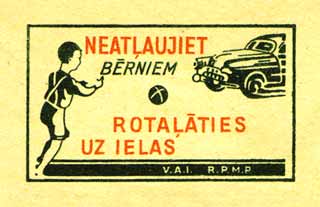 NEATĻAUJIET
BĒRNIEM
ROTAĻĀTIES
UZ IELAS
V.A.I. R.P.M.P